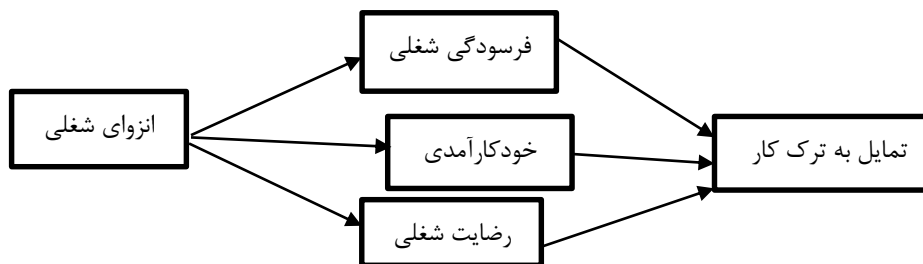 فرسودگی شغلی
انزوای شغلی
خودکارآمدی
تمایل به ترک کار
رضایت شغلی